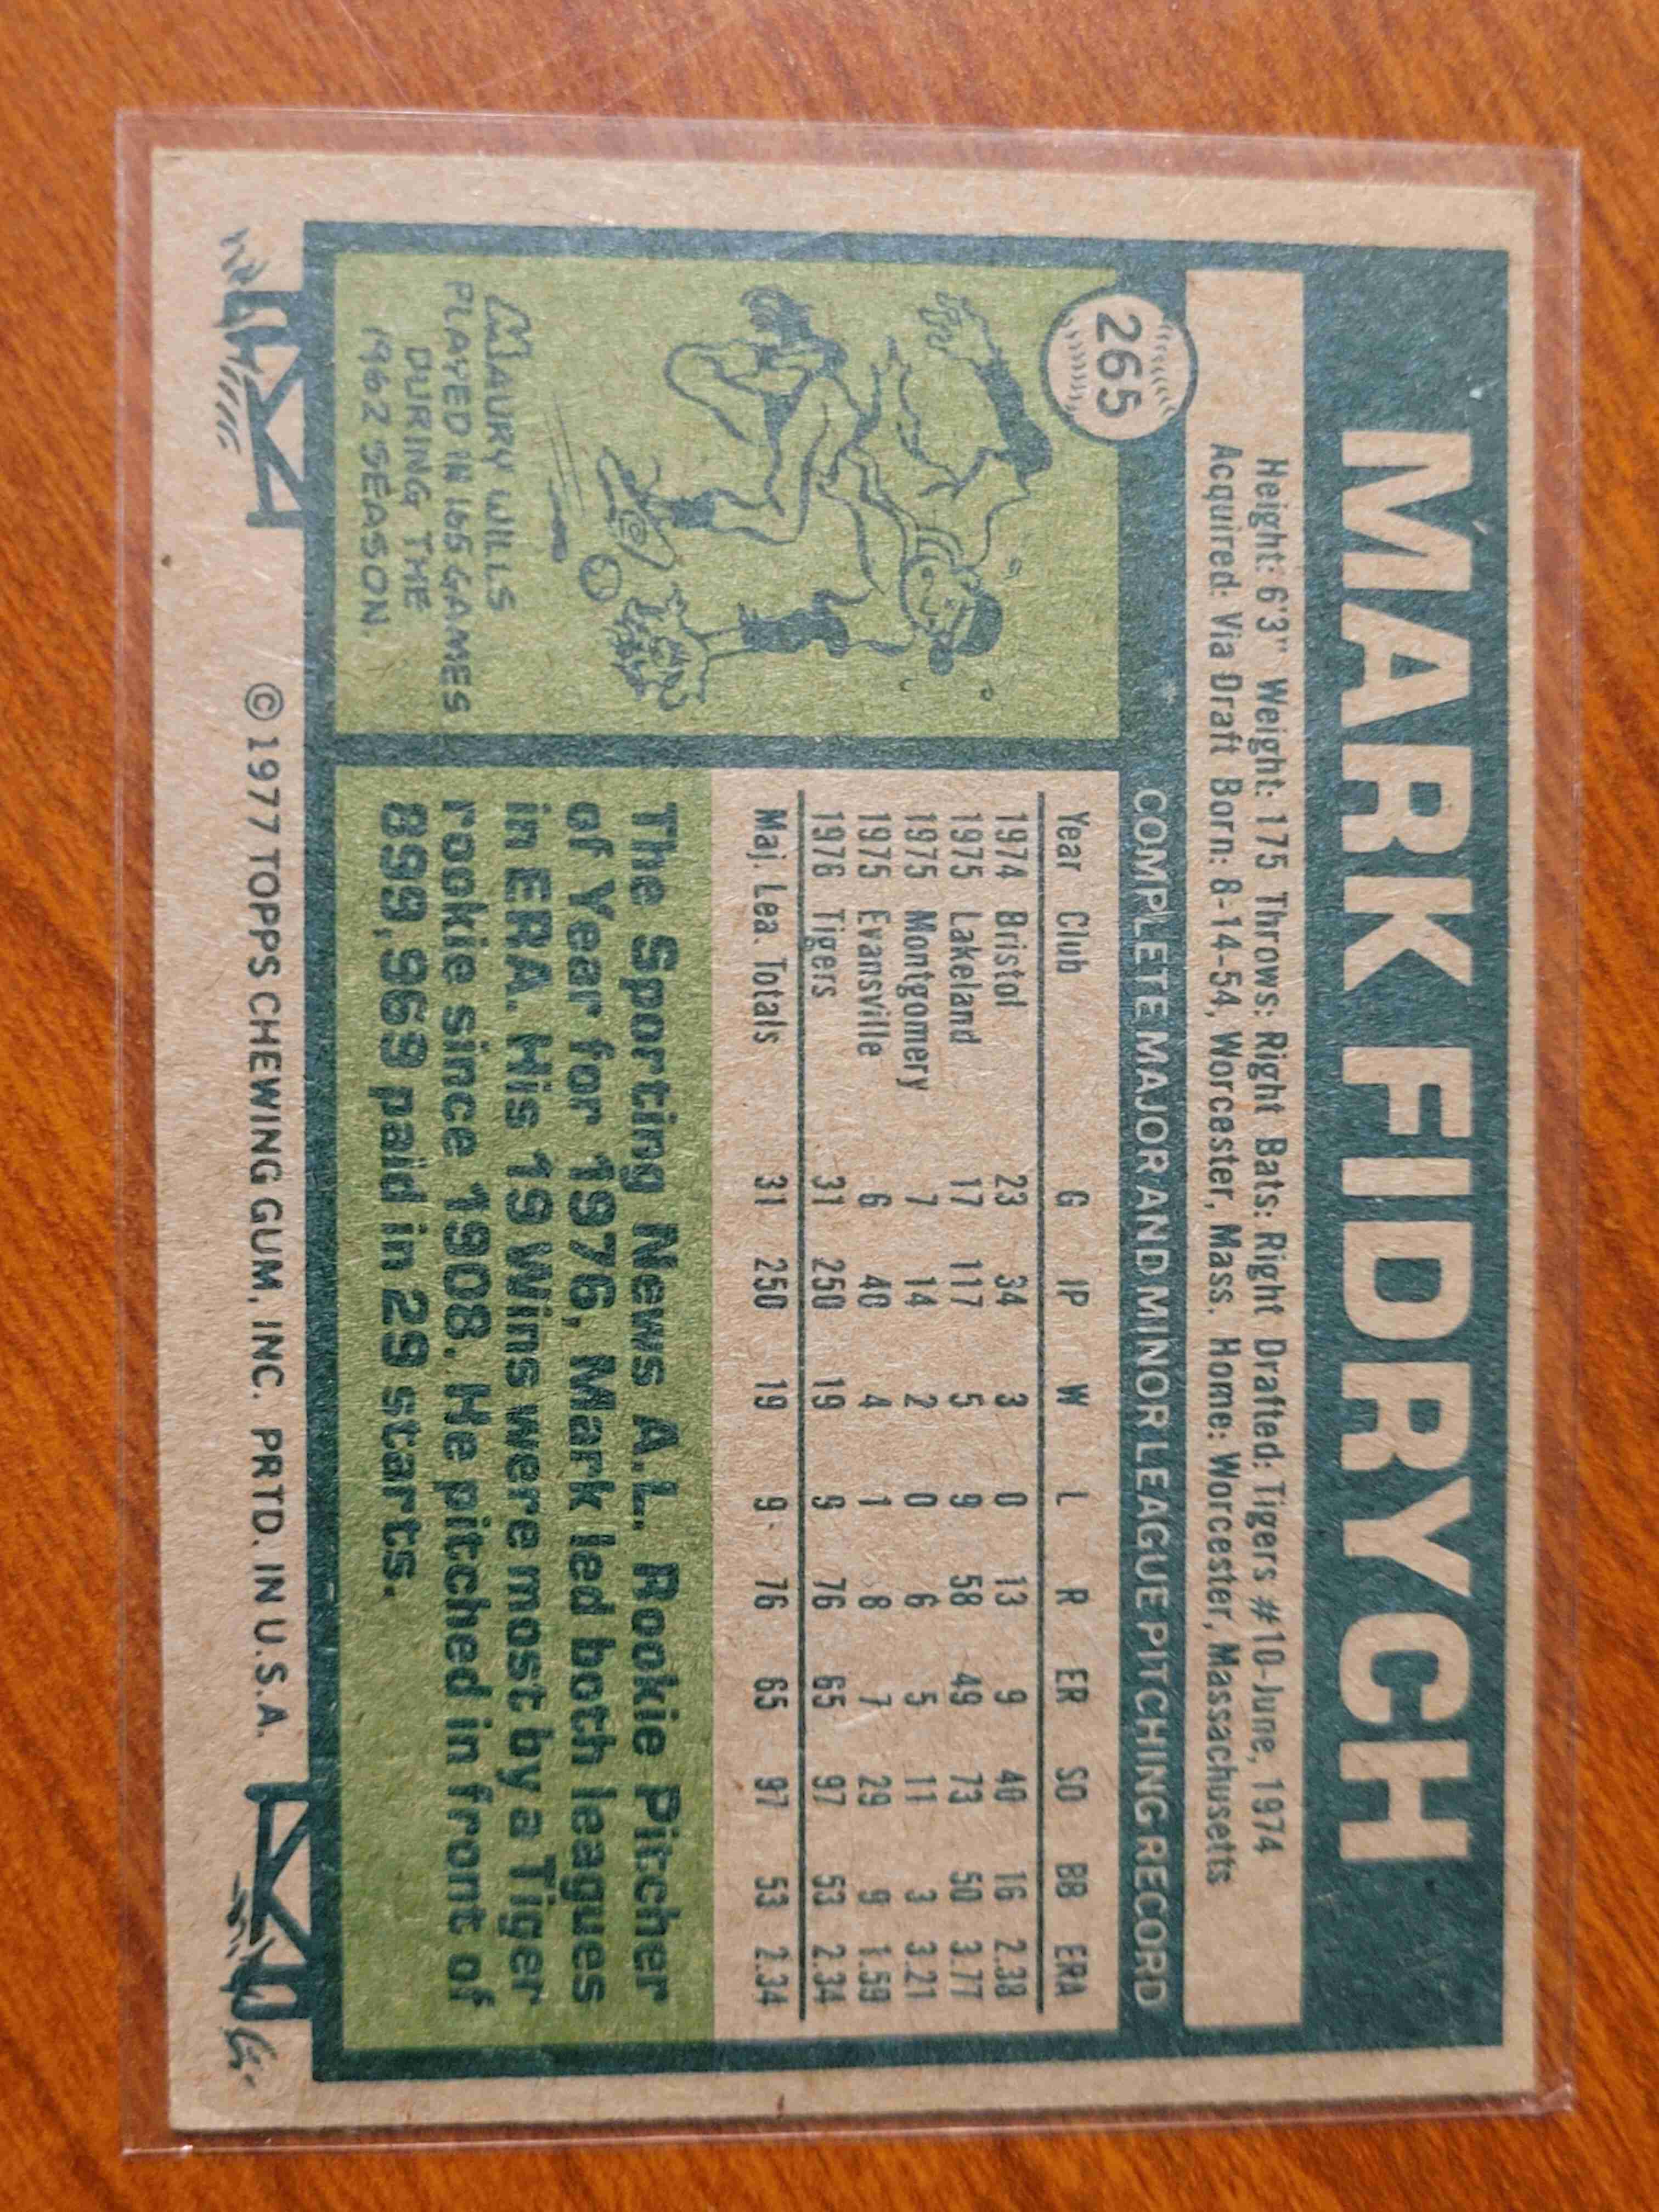 MARK FIDRYCH
265
Height: 6'3" Weight: 175 Throws: Right Bats: Right Drafted: Tigers #10-June, 1974
Acquired: Via Draft Born: 8-14-54, Worcester, Mass. Home: Worcester, Massachusetts
COMPLETE MAJOR AND MINOR LEAGUE PITCHING RECORD
Year Club G IP W L R ER SO BB ERA
1974 Bristol 23 34 3 0 13 9 40 16 2.38
1975 Lakeland 17 117 5 9 58 49 73 50 3.77
1975 Montgomery 7 14 2 0 6 5 11 3 3.21
1975 Evansville 6 40 4 1 8 7 29 9 1.59
1976 Tigers 31 250 19 9 76 65 97 53 2.34
Maj. Lea. Totals 31 250 19 9 76 65 97 53 2.34
MAURY WILLS
PLAYED IN 165 GAMES
DURING THE
1962 SEASON.
The Sporting News A.L. Rookie Pitcher
of Year for 1976, Mark led both leagues
in ERA. His 19 Wins were most by a Tiger
rookie since 1908. He pitched in front of
899,969 paid in 29 starts.
© 1977 TOPPS CHEWING GUM, INC. PRTD. IN U.S.A.